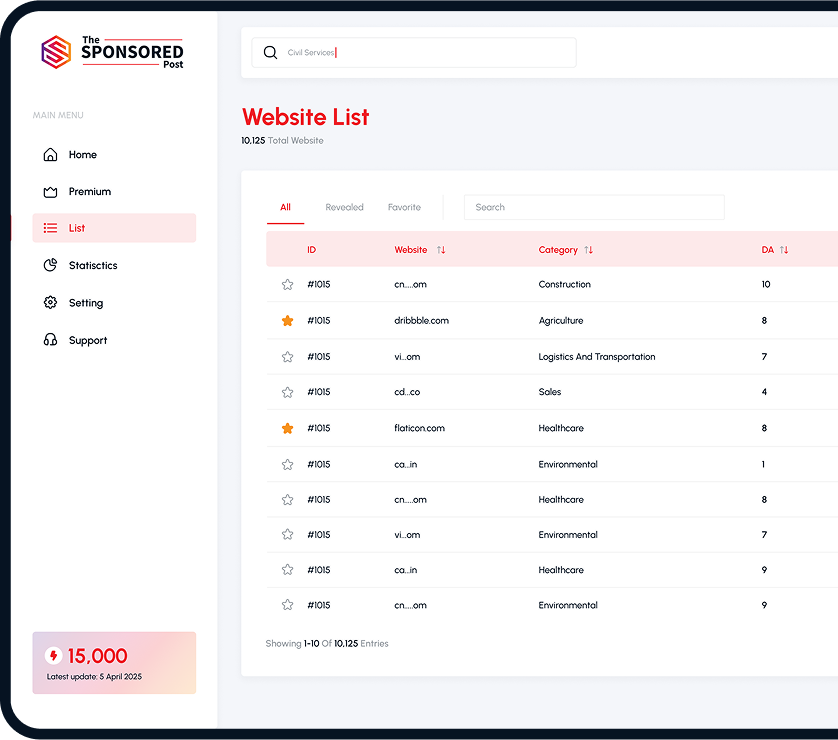 The
SPONSORED
Post
MAIN MENU
Home
Premium
List
Statisctics
Setting
Support
15,000
Latest update: 5 April 2025
Civil Services
Website List
10,125 Total Website
All Revealed Favorite Search
ID Website Category DA
#1015 cn....om Construction 10
#1015 dribbble.com Agriculture 8
#1015 vi...om Logistics And Transportation 7
#1015 cd...co Sales 4
#1015 flaticon.com Healthcare 8
#1015 ca...in Environmental 1
#1015 cn....om Healthcare 8
#1015 vi...om Environmental 7
#1015 ca...in Healthcare 9
#1015 cn....om Environmental 9
Showing 1-10 Of 10,125 Entries